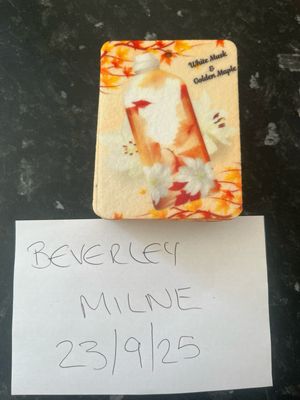 White Musk
&
Golden Maple
BEVERLEY
MILNE
23/9/25